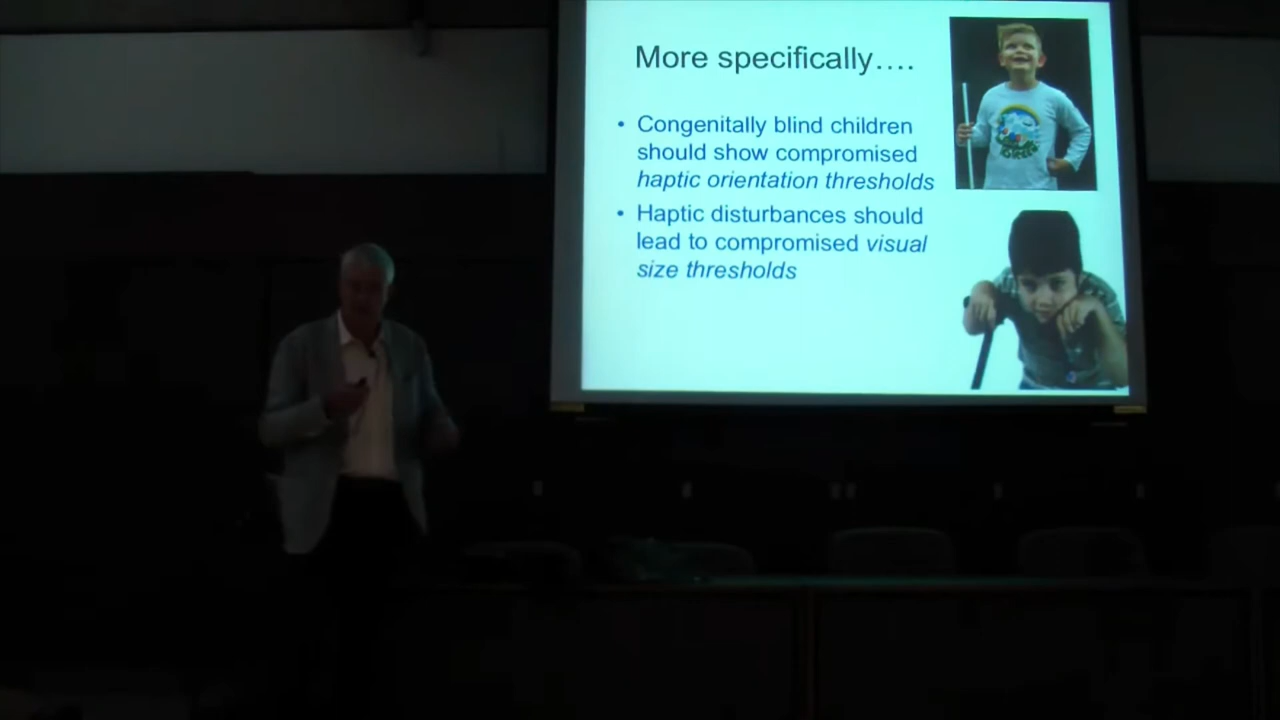 More specifically....
• Congenitally blind children
should show compromised
haptic orientation thresholds
• Haptic disturbances should
lead to compromised visual
size thresholds